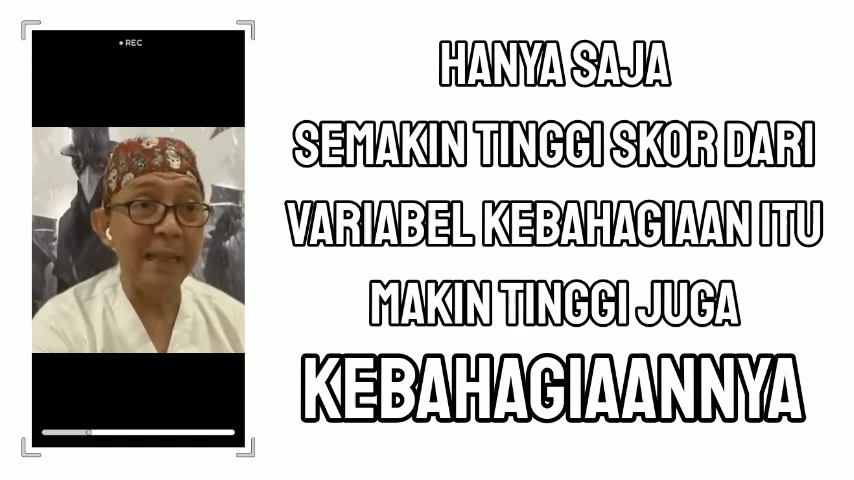 • REC
HANYA SAJA
SEMAKIN TINGGI SKOR DARI
VARIABEL KEBAHAGIAAN ITU
MAKIN TINGGI JUGA
KEBAHAGIAANNYA